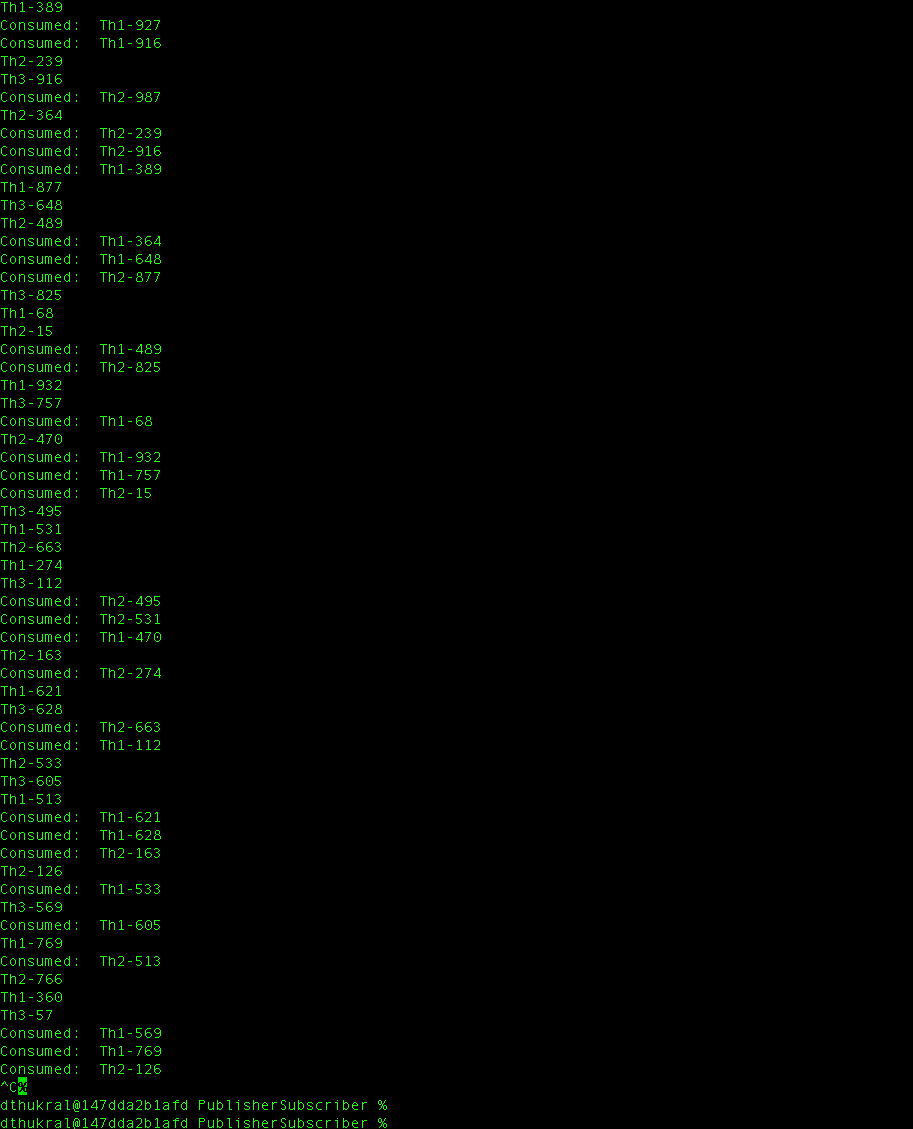 Th1-389
Consumed:  Th1-927
Consumed:  Th1-916
Th2-239
Th3-916
Consumed:  Th2-987
Th2-364
Consumed:  Th2-239
Consumed:  Th2-916
Consumed:  Th1-389
Th1-877
Th3-648
Th2-489
Consumed:  Th1-364
Consumed:  Th1-648
Consumed:  Th2-877
Th3-825
Th1-68
Th2-15
Consumed:  Th1-489
Consumed:  Th2-825
Th1-932
Th3-757
Consumed:  Th1-68
Th2-470
Consumed:  Th1-932
Consumed:  Th1-757
Consumed:  Th2-15
Th3-495
Th1-531
Th2-663
Th1-274
Th3-112
Consumed:  Th2-495
Consumed:  Th2-531
Consumed:  Th1-470
Th2-163
Consumed:  Th2-274
Th1-621
Th3-628
Consumed:  Th2-663
Consumed:  Th1-112
Th2-533
Th3-605
Th1-513
Consumed:  Th1-621
Consumed:  Th1-628
Consumed:  Th2-163
Th2-126
Consumed:  Th1-533
Th3-569
Consumed:  Th1-605
Th1-769
Consumed:  Th2-513
Th2-766
Th1-360
Th3-57
Consumed:  Th1-569
Consumed:  Th1-769
Consumed:  Th2-126
^C%
dthukral@147dda2b1afd PublisherSubscriber %
dthukral@147dda2b1afd PublisherSubscriber %